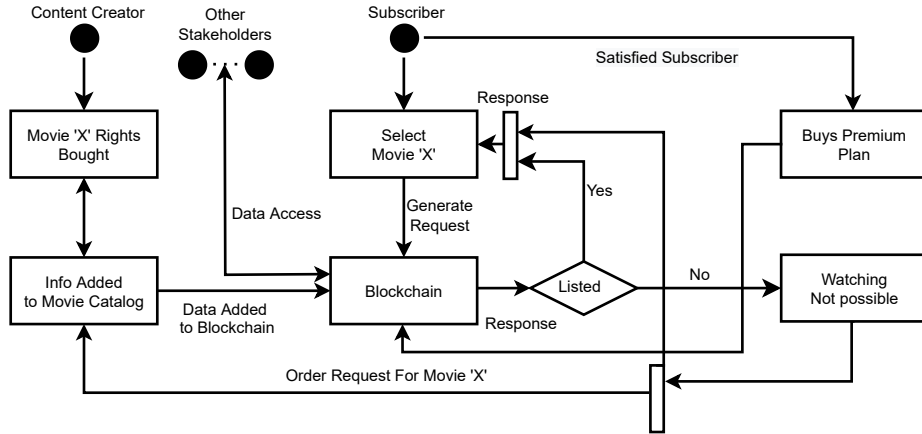 Content Creator
Other
Stakeholders
Subscriber
Satisfied Subscriber
Response
Movie 'X' Rights
Bought
Select
Movie 'X'
Buys Premium
Plan
Yes
Data Access
Generate
Request
Info Added
to Movie Catalog
Data Added
to Blockchain
Blockchain
Response
Listed
No
Watching
Not possible
Order Request For Movie 'X'